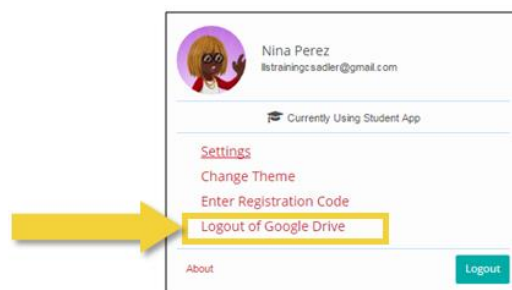 Nina Perez
llstrainingcsadler@gmail.com
Currently Using Student App
Settings
Change Theme
Enter Registration Code
Logout of Google Drive
About
Logout